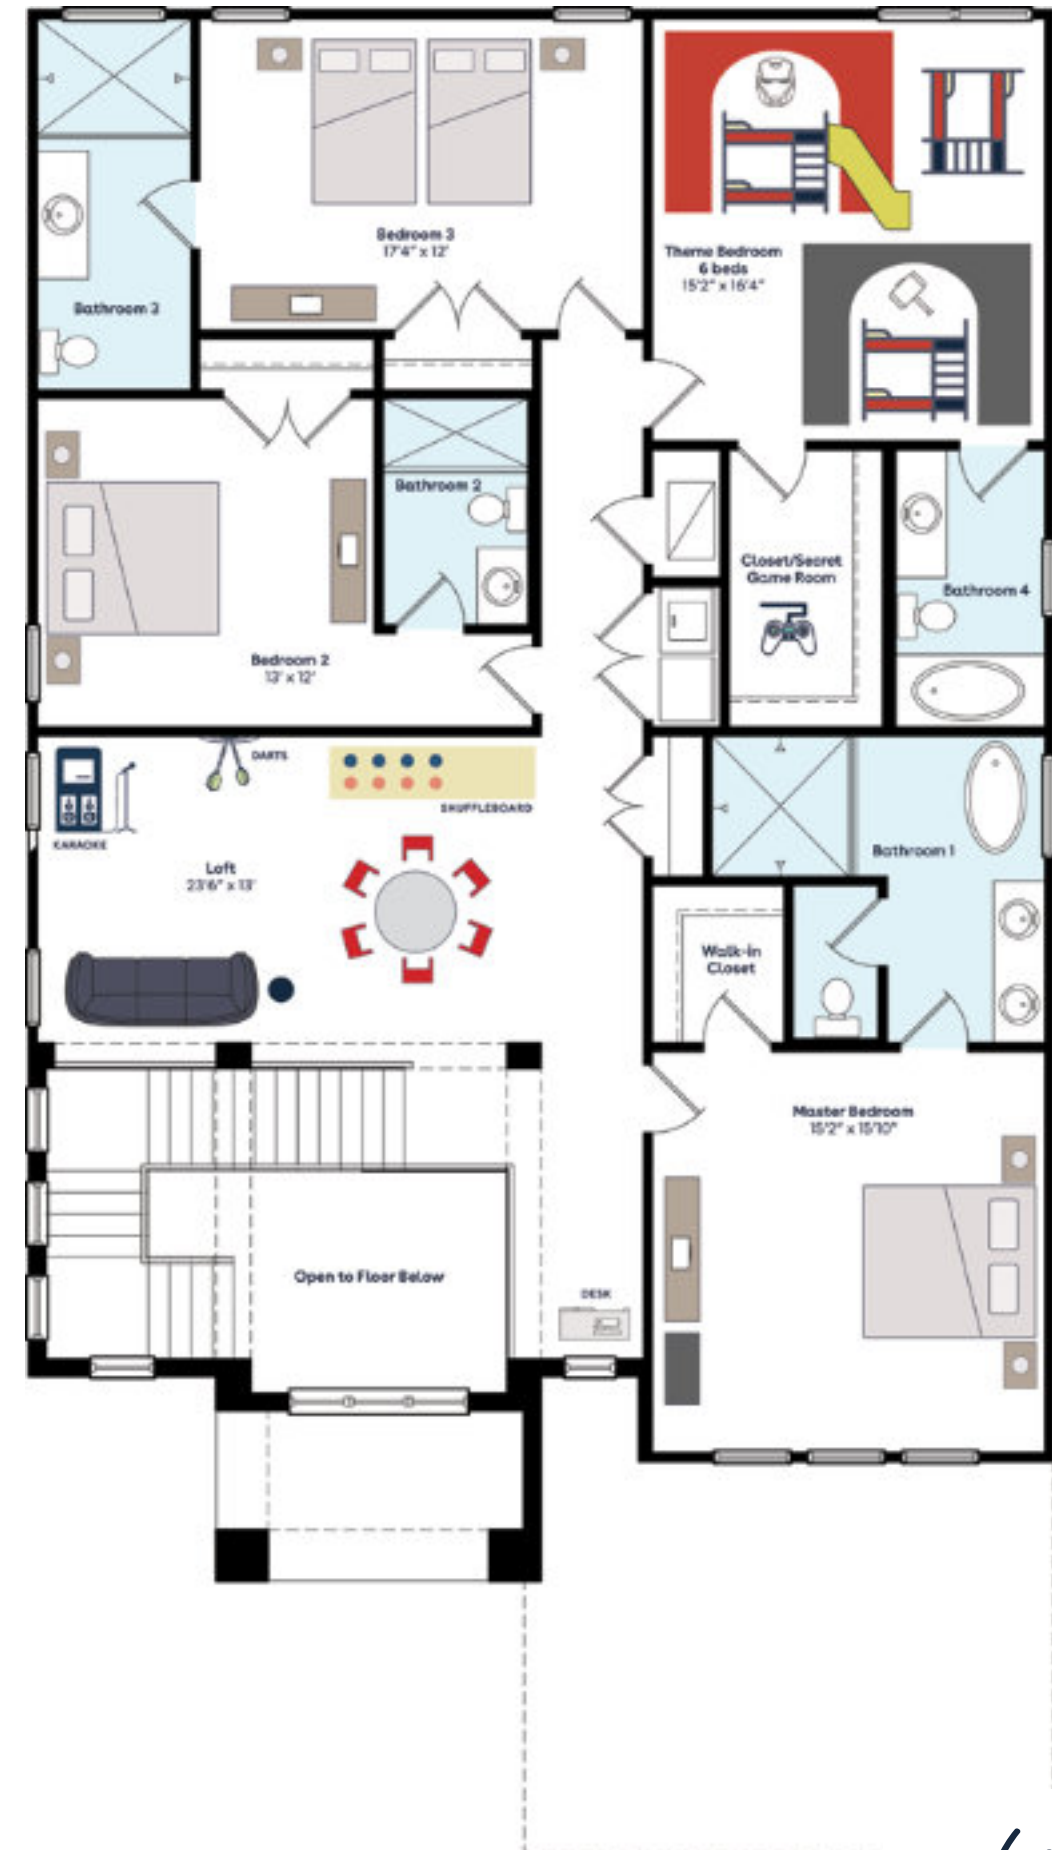 Bedroom 3
17'4" x 12'
Theme Bedroom
6 beds
15'2" x 16'4"
Bathroom 3
Bathroom 2
Closet/Secret
Game Room
Bathroom 4
Bedroom 2
13' x 12'
DARTS
SHUFFLEBOARD
KARAOKE
Loft
23'6" x 13'
Bathroom 1
Walk-in
Closet
Master Bedroom
15'2" x 15'10"
Open to Floor Below
DESK